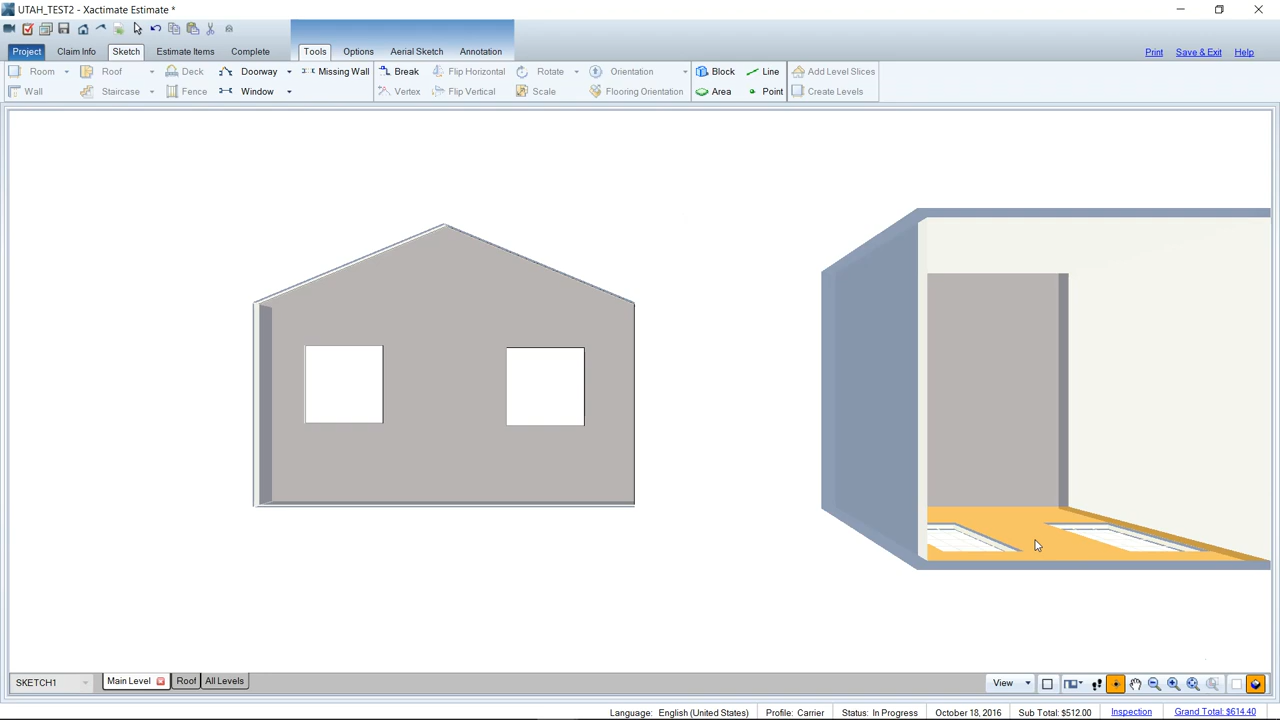 UTAH_TEST2 - Xactimate Estimate *
Project Claim Info Sketch Estimate Items Complete Tools Options Aerial Sketch Annotation Print Save & Exit Help
Room Roof Deck Doorway Missing Wall Break Flip Horizontal Rotate Orientation Block Line Add Level Slices
Wall Staircase Fence Window Vertex Flip Vertical Scale Flooring Orientation Area Point Create Levels
SKETCH1 Main Level Roof All Levels View
Language: English (United States) Profile: Carrier Status: In Progress October 18, 2016 Sub Total: $512.00 Inspection Grand Total: $614.40